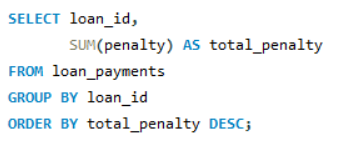 SELECT loan_id,
       SUM(penalty) AS total_penalty
FROM loan_payments
GROUP BY loan_id
ORDER BY total_penalty DESC;